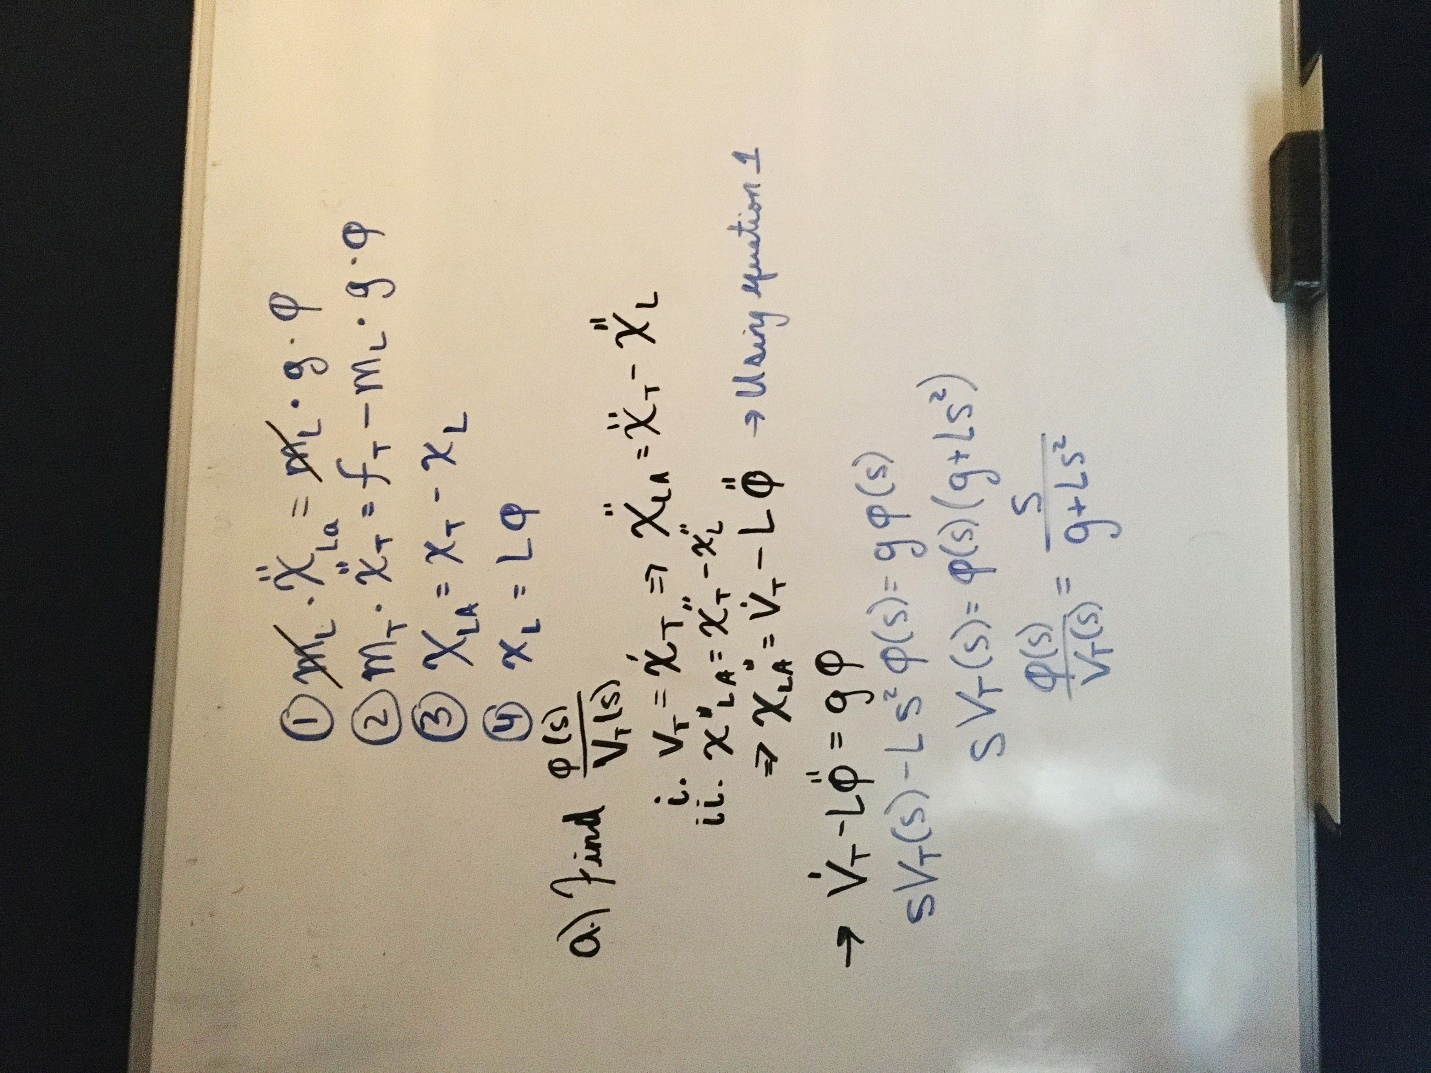 ① m_L · ẍ_La = m_L · g · φ
② m_T · ẍ_T = f_T - m_L · g · φ
③ x_LA = x_T - x_L
④ x_L = Lφ
a.) Find φ(s)/V_T(s)
i. V_T = ẋ_T => ẍ_LA = ẍ_T - ẍ_L
ii. x"_LA = x"_T - x"_L
=> x"_LA = V̇_T - Lφ̈ → Using equation 1
→ V̇_T - Lφ̈ = gφ
sV_T(s) - Ls²φ(s) = gφ(s)
sV_T(s) = φ(s)(g+Ls²)
φ(s)/V_T(s) = s/(g+Ls²)